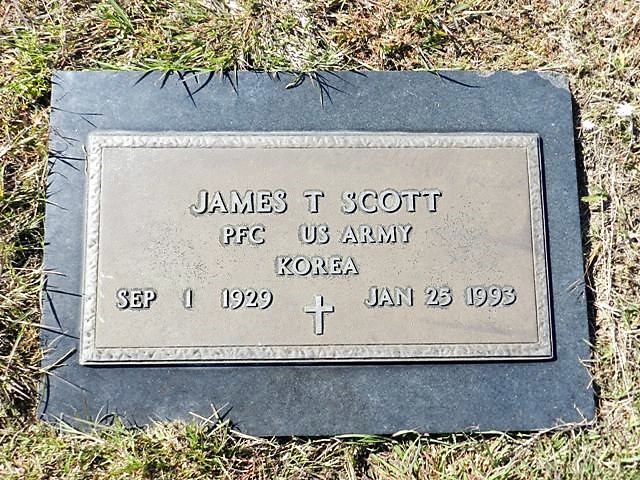 JAMES T SCOTT
PFC US ARMY
KOREA
SEP 1 1929 JAN 25 1993